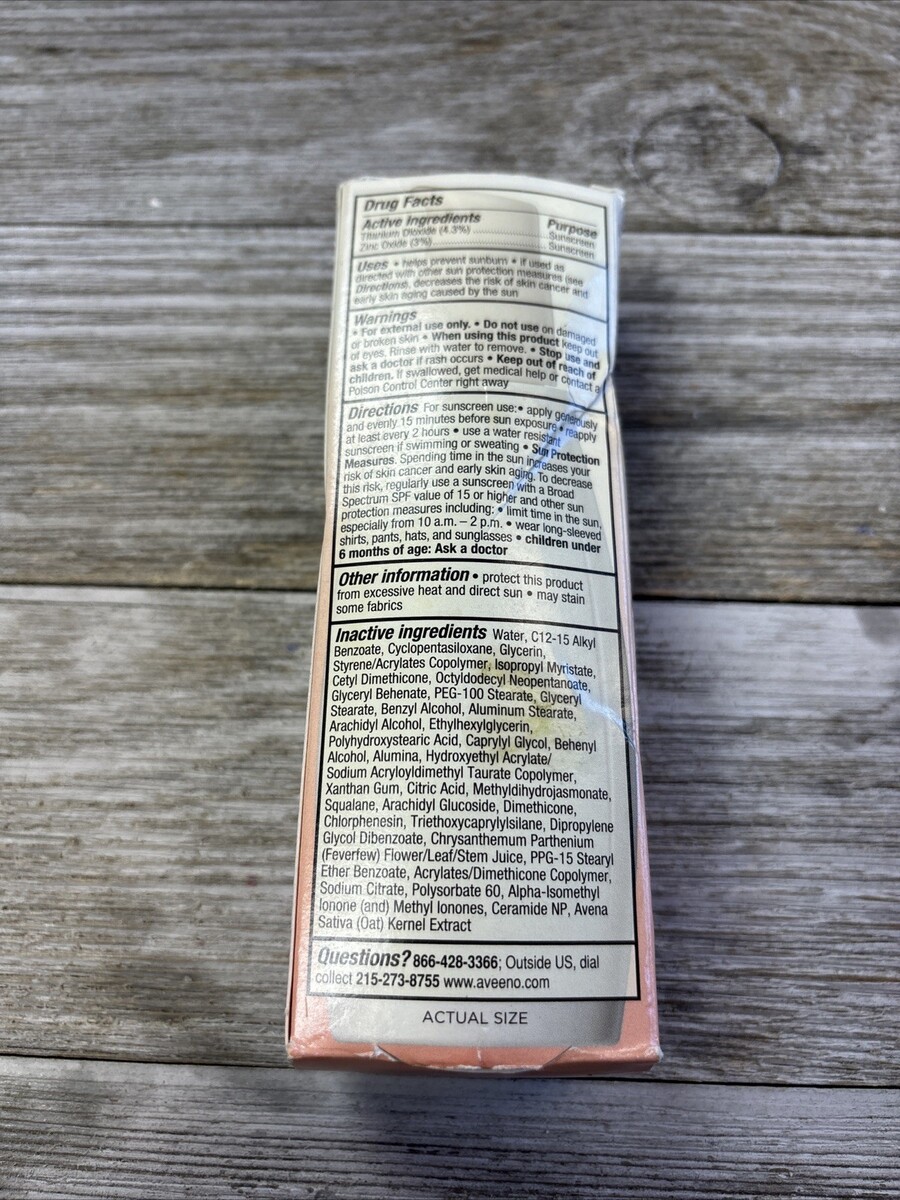 Drug Facts
Active Ingredients Purpose
Titanium Dioxide (4.3%) Sunscreen
Zinc Oxide (3%) Sunscreen
Uses • helps prevent sunburn • if used as
directed with other sun protection measures (see
Directions, decreases the risk of skin cancer and
early skin aging caused by the sun
Warnings
• For external use only. • Do not use on damaged
or broken skin • When using this product keep out
of eyes. Rinse with water to remove. • Stop use and
ask a doctor if rash occurs • Keep out of reach of
children. If swallowed, get medical help or contact a
Poison Control Center right away
Directions For sunscreen use: • apply generously
and evenly 15 minutes before sun exposure • reapply
at least every 2 hours • use a water resistant
sunscreen if swimming or sweating • Sun Protection
Measures. Spending time in the sun increases your
risk of skin cancer and early skin aging. To decrease
this risk, regularly use a sunscreen with a Broad
Spectrum SPF value of 15 or higher and other sun
protection measures including: • limit time in the sun,
especially from 10 a.m. – 2 p.m. • wear long-sleeved
shirts, pants, hats, and sunglasses • children under
6 months of age: Ask a doctor
Other information • protect this product
from excessive heat and direct sun • may stain
some fabrics
Inactive ingredients Water, C12-15 Alkyl
Benzoate, Cyclopentasiloxane, Glycerin,
Styrene/Acrylates Copolymer, Isopropyl Myristate,
Cetyl Dimethicone, Octyldodecyl Neopentanoate,
Glyceryl Behenate, PEG-100 Stearate, Glyceryl
Stearate, Benzyl Alcohol, Aluminum Stearate,
Arachidyl Alcohol, Ethylhexylglycerin,
Polyhydroxystearic Acid, Caprylyl Glycol, Behenyl
Alcohol, Alumina, Hydroxyethyl Acrylate/
Sodium Acryloyldimethyl Taurate Copolymer,
Xanthan Gum, Citric Acid, Methyldihydrojasmonate,
Squalane, Arachidyl Glucoside, Dimethicone,
Chlorphenesin, Triethoxycaprylylsilane, Dipropylene
Glycol Dibenzoate, Chrysanthemum Parthenium
(Feverfew) Flower/Leaf/Stem Juice, PPG-15 Stearyl
Ether Benzoate, Acrylates/Dimethicone Copolymer,
Sodium Citrate, Polysorbate 60, Alpha-Isomethyl
Ionone (and) Methyl Ionones, Ceramide NP, Avena
Sativa (Oat) Kernel Extract
Questions? 866-428-3366; Outside US, dial
collect 215-273-8755 www.aveeno.com
ACTUAL SIZE